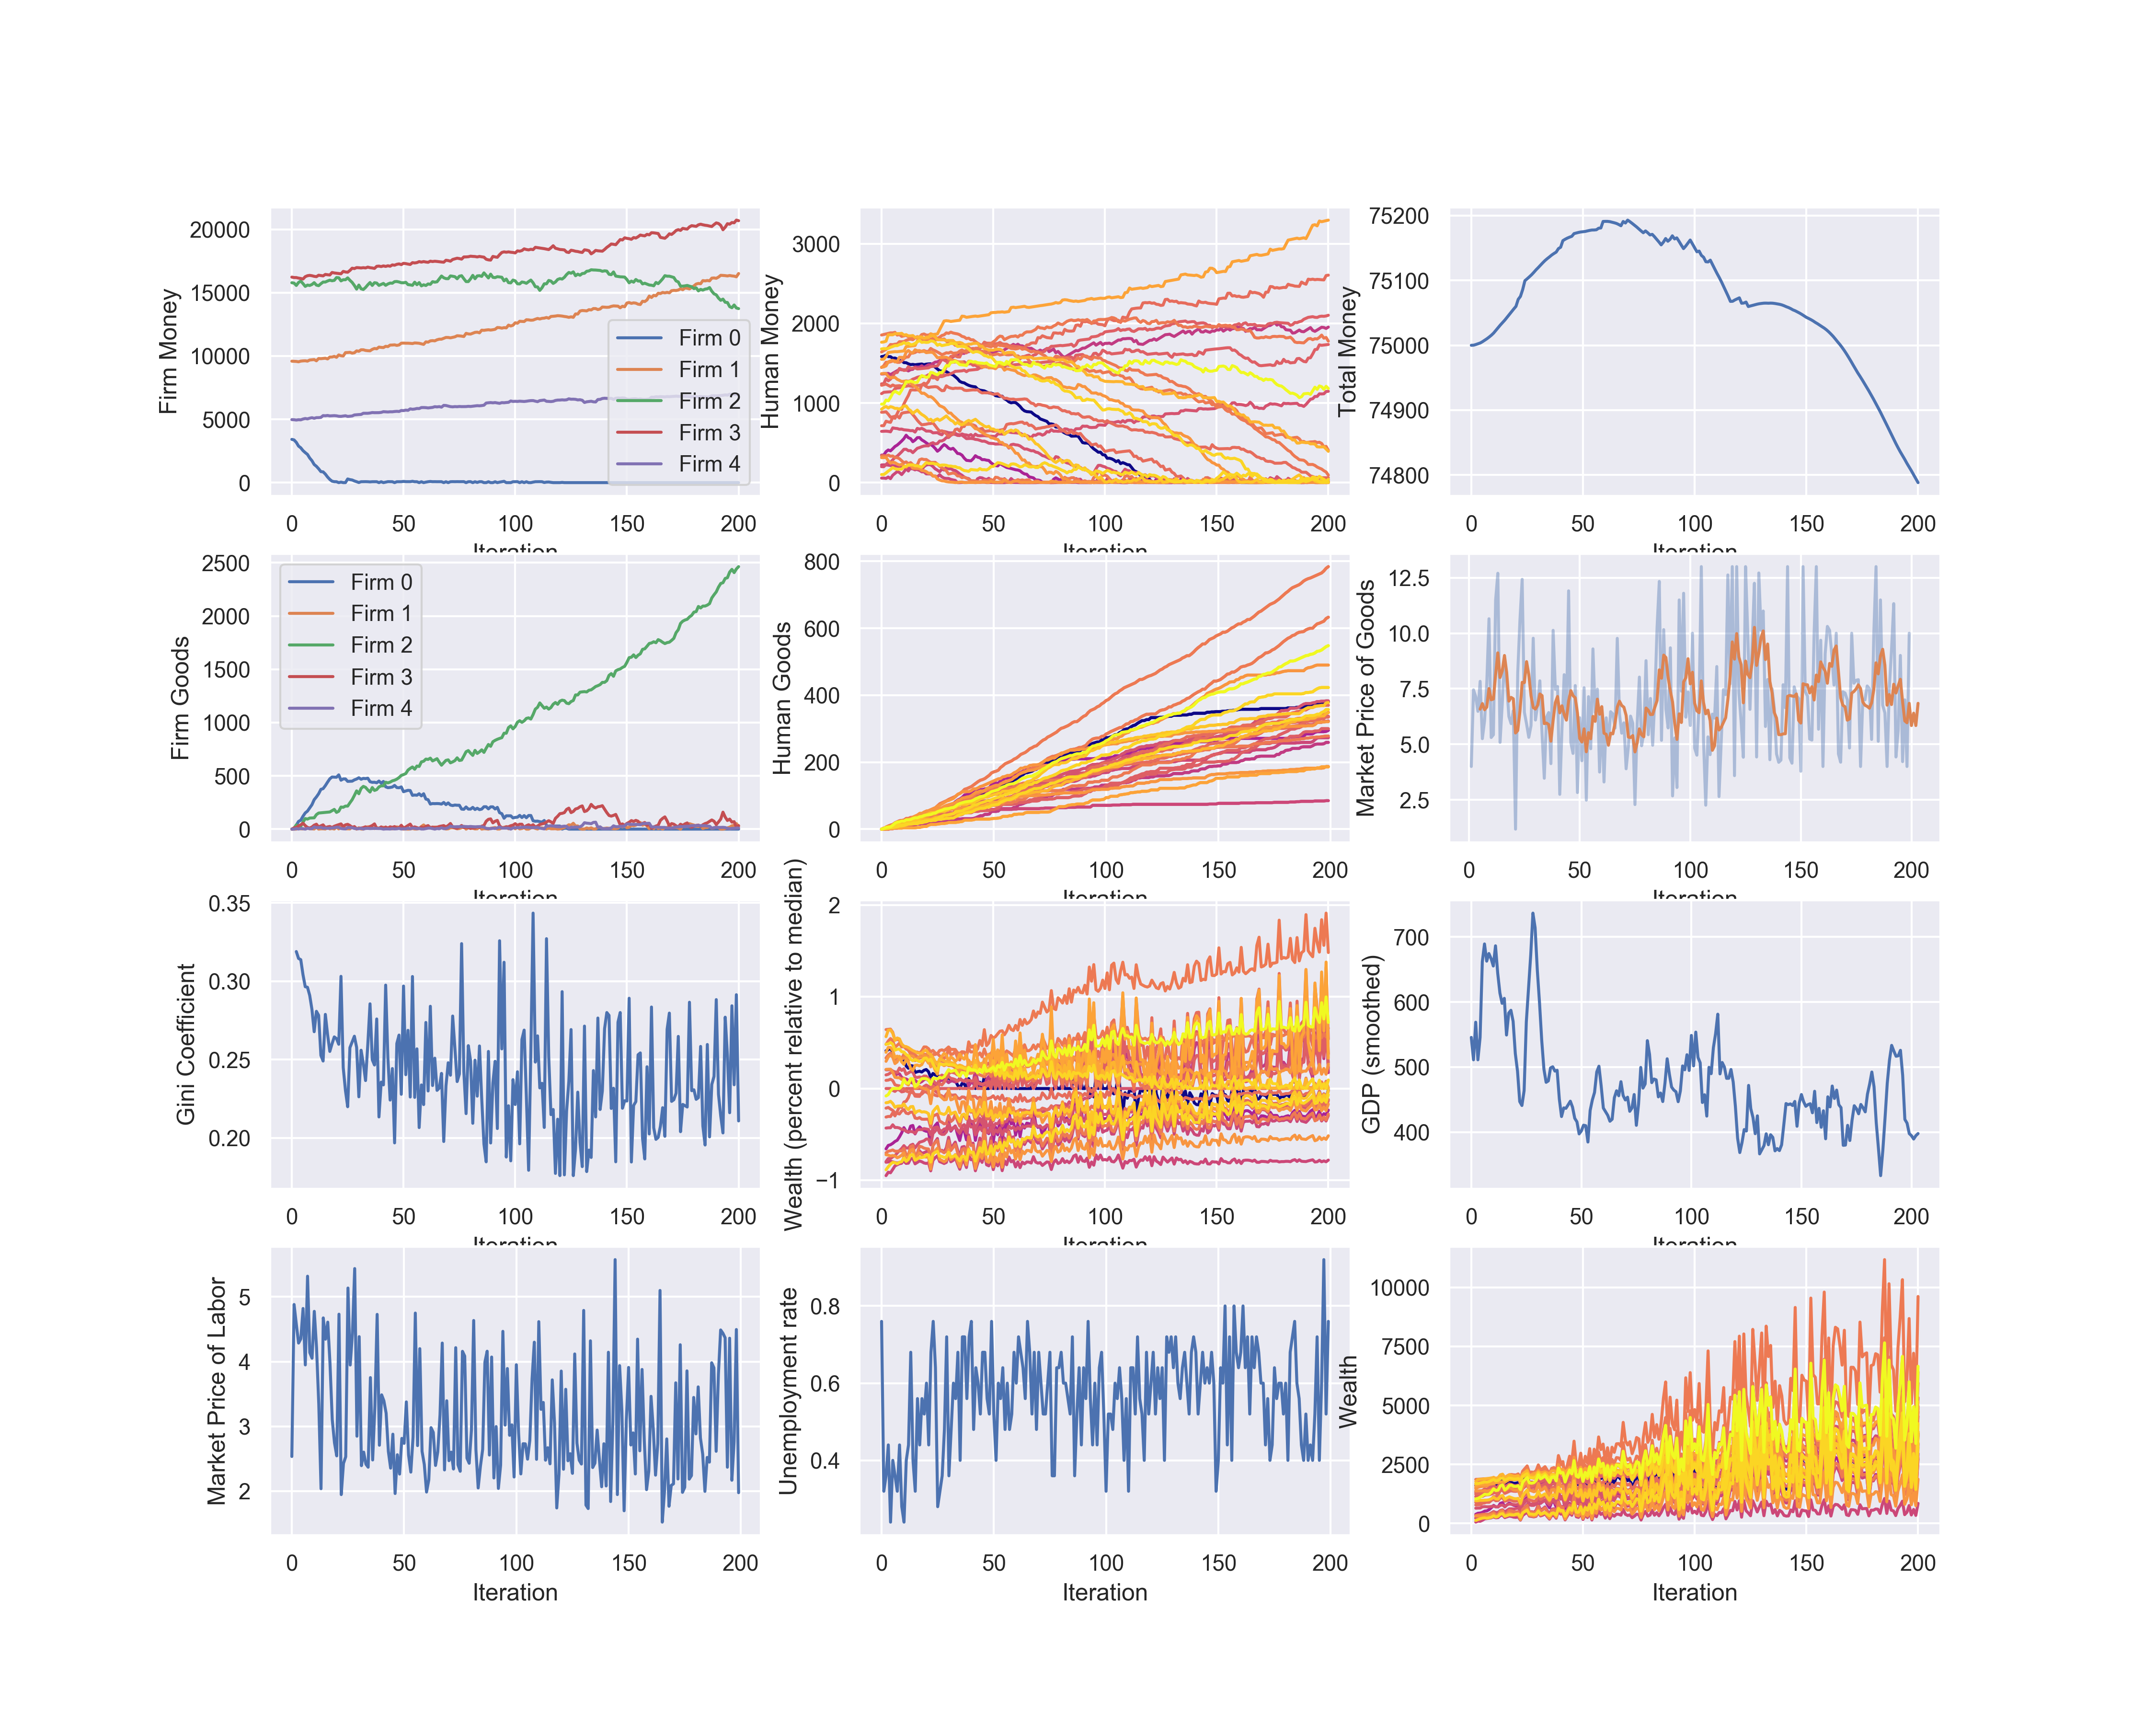 Firm Money
20000
15000
10000
5000
0
Firm 0
Firm 1
Firm 2
Firm 3
Firm 4
0 50 100 150 200
Iteration
Human Money
3000
2000
1000
0
0 50 100 150 200
Iteration
Total Money
75200
75100
75000
74900
74800
0 50 100 150 200
Iteration
Firm Goods
2500
2000
1500
1000
500
0
Firm 0
Firm 1
Firm 2
Firm 3
Firm 4
0 50 100 150 200
Iteration
Human Goods
800
600
400
200
0
0 50 100 150 200
Iteration
Market Price of Goods
12.5
10.0
7.5
5.0
2.5
0 50 100 150 200
Iteration
Gini Coefficient
0.35
0.30
0.25
0.20
0 50 100 150 200
Iteration
Wealth (percent relative to median)
2
1
0
−1
0 50 100 150 200
Iteration
GDP (smoothed)
700
600
500
400
0 50 100 150 200
Iteration
Market Price of Labor
5
4
3
2
0 50 100 150 200
Iteration
Unemployment rate
0.8
0.6
0.4
0 50 100 150 200
Iteration
Wealth
10000
7500
5000
2500
0
0 50 100 150 200
Iteration